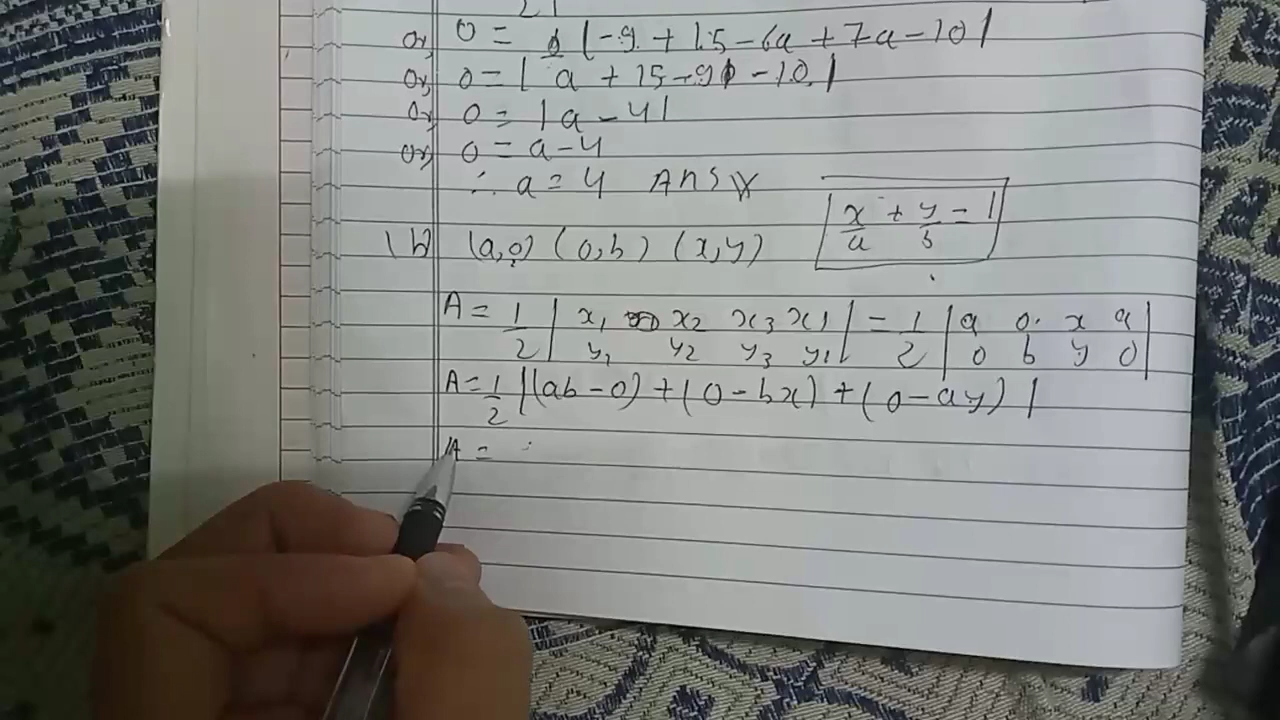 or, 0 = |-9 + 15 - 6a + 7a - 10|
or, 0 = |a + 15 - 9 - 10|
or, 0 = |a - 4|
or, 0 = a - 4
∴ a = 4 Ans
(b) (a,0) (0,b) (x,y) x/a + y/b = 1
A = 1/2 | x1 x2 x3 x1 | = 1/2 | a 0 x a |
y1 y2 y3 y1 0 b y 0
A = 1/2 |(ab - 0) + (0 - bx) + (0 - ay)|
A =